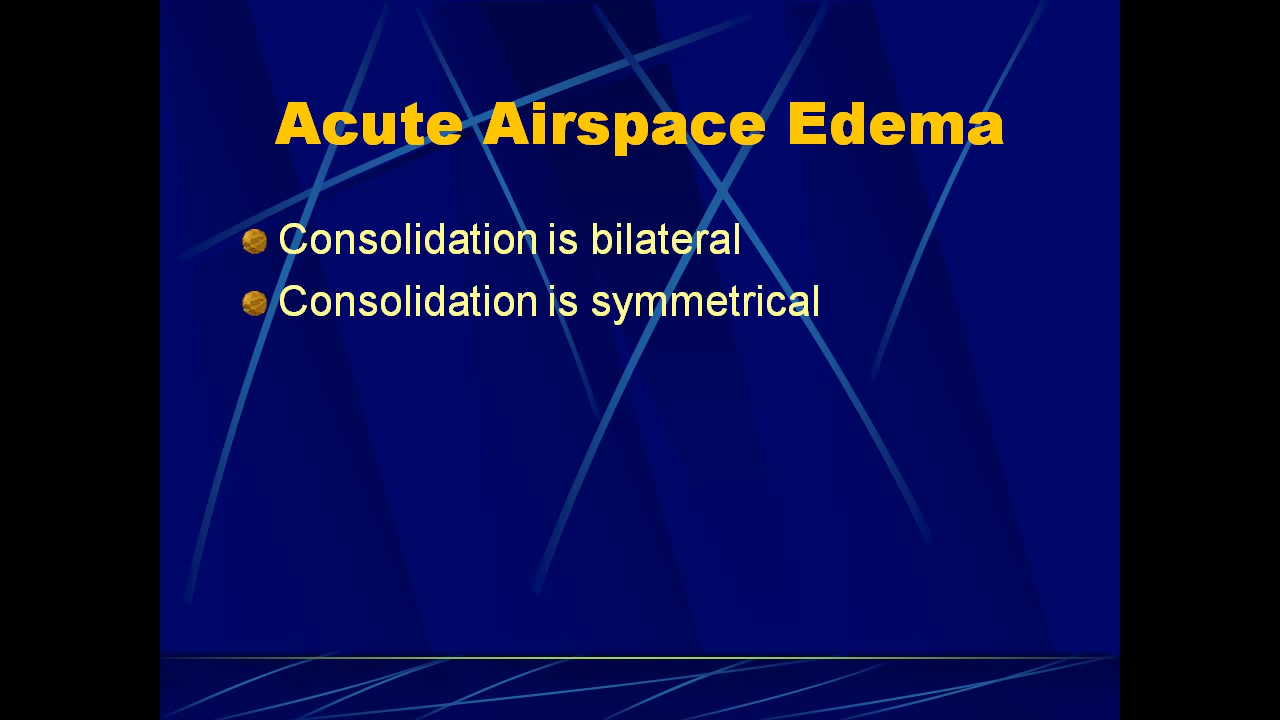 Acute Airspace Edema
Consolidation is bilateral
Consolidation is symmetrical